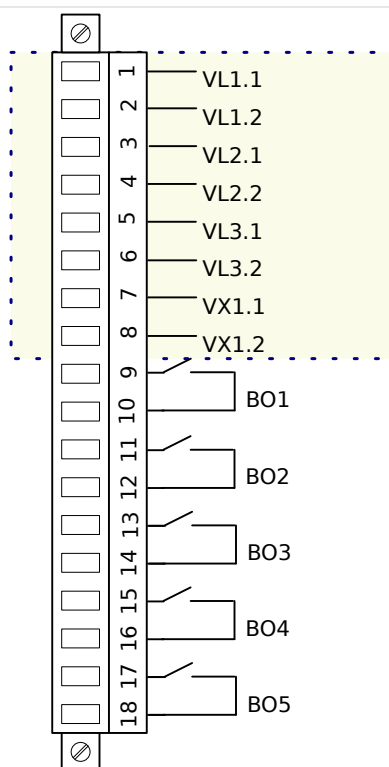 1 VL1.1
2 VL1.2
3 VL2.1
4 VL2.2
5 VL3.1
6 VL3.2
7 VX1.1
8 VX1.2
9
10 BO1
11
12 BO2
13
14 BO3
15
16 BO4
17
18 BO5